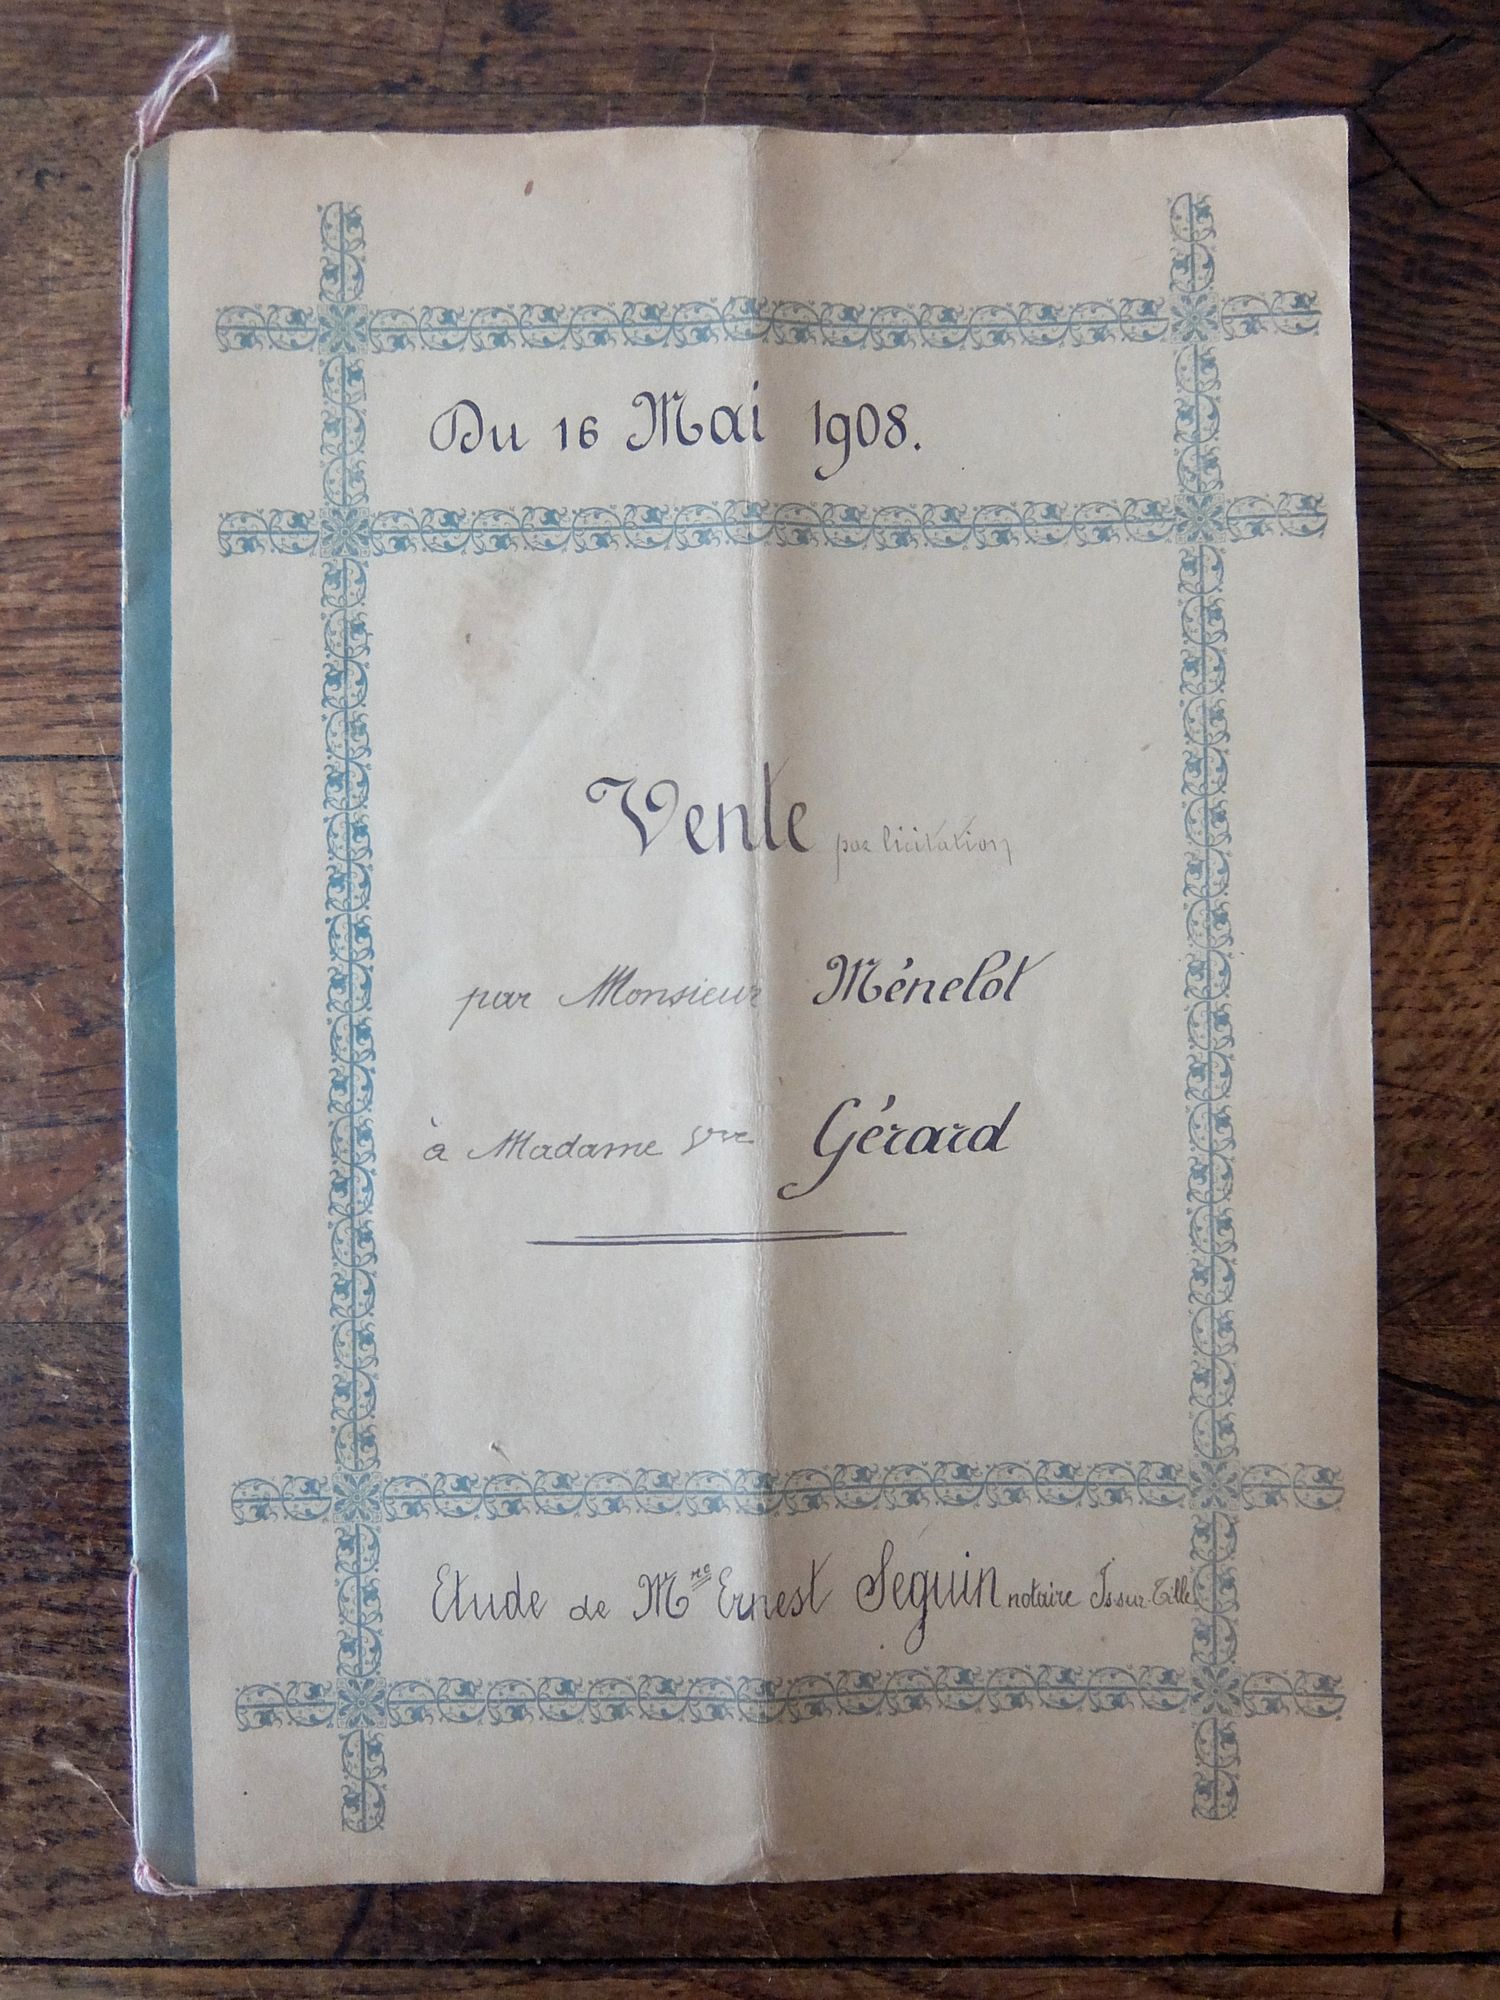 Du 16 Mai 1908.
Vente par licitation
par Monsieur Ménelot
à Madame Vve Gérard
Etude de Me Ernest Seguin notaire Is-sur-Tille